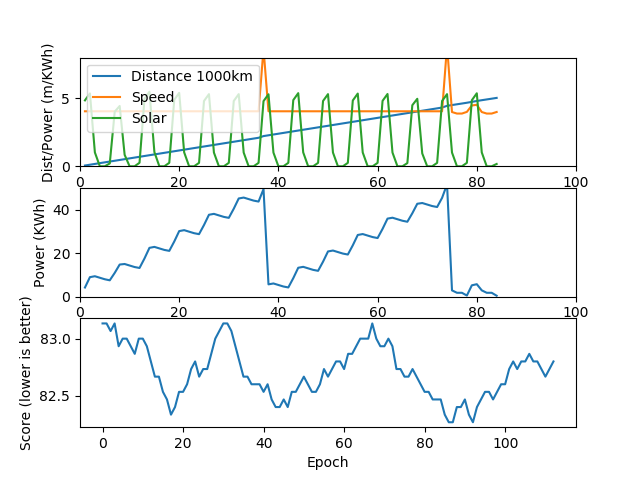 Dist/Power (m/KWh)
5
0
Distance 1000km
Speed
Solar
0 20 40 60 80 100
Power (KWh)
40
20
0
0 20 40 60 80 100
Score (lower is better)
83.0
82.5
0 20 40 60 80 100
Epoch